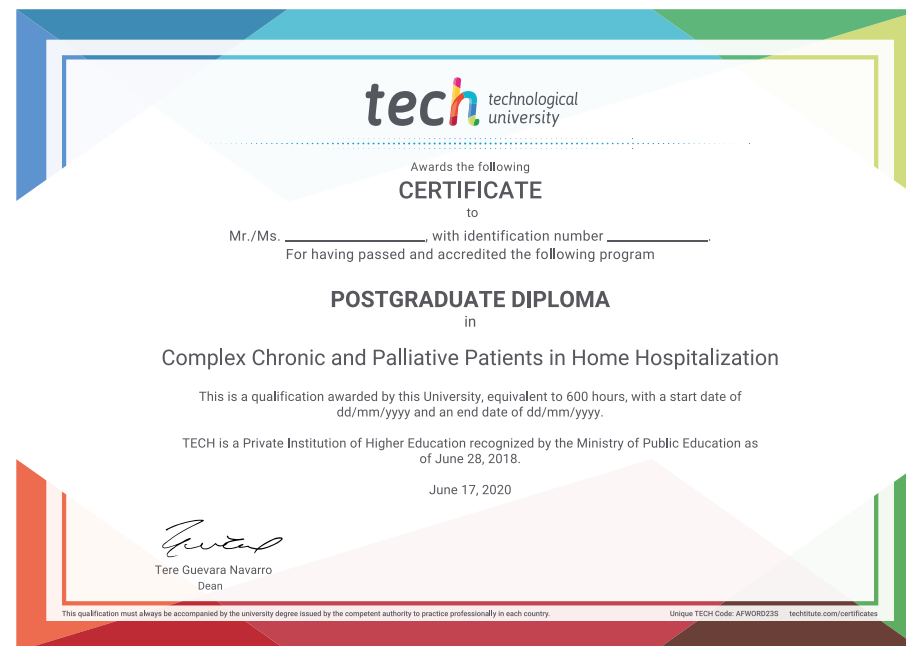 tech technological
university
Awards the following
CERTIFICATE
to
Mr./Ms. ____________________, with identification number ______________.
For having passed and accredited the following program
POSTGRADUATE DIPLOMA
in
Complex Chronic and Palliative Patients in Home Hospitalization
This is a qualification awarded by this University, equivalent to 600 hours, with a start date of
dd/mm/yyyy and an end date of dd/mm/yyyy.
TECH is a Private Institution of Higher Education recognized by the Ministry of Public Education as
of June 28, 2018.
June 17, 2020
Tere Guevara Navarro
Dean
This qualification must always be accompanied by the university degree issued by the competent authority to practice professionally in each country. Unique TECH Code: AFWORD23S techtitute.com/certificates